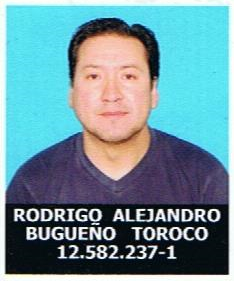 RODRIGO ALEJANDRO
BUGUEÑO TOROCO
12.582.237-1